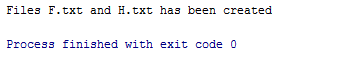 Files F.txt and H.txt has been created
Process finished with exit code 0